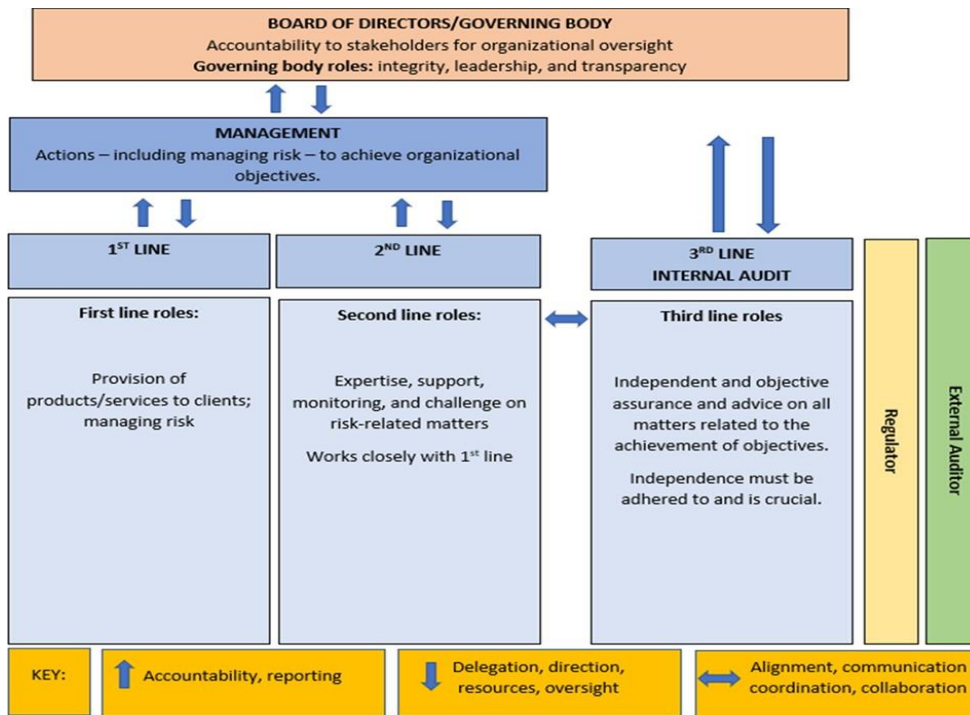 BOARD OF DIRECTORS/GOVERNING BODY
Accountability to stakeholders for organizational oversight
Governing body roles: integrity, leadership, and transparency
MANAGEMENT
Actions – including managing risk – to achieve organizational
objectives.
1ST LINE
2ND LINE
3RD LINE
INTERNAL AUDIT
First line roles:
Provision of
products/services to clients;
managing risk
Second line roles:
Expertise, support,
monitoring, and challenge on
risk-related matters
Works closely with 1st line
Third line roles
Independent and objective
assurance and advice on all
matters related to the
achievement of objectives.
Independence must be
adhered to and is crucial.
Regulator
External Auditor
KEY:
Accountability, reporting
Delegation, direction,
resources, oversight
Alignment, communication
coordination, collaboration